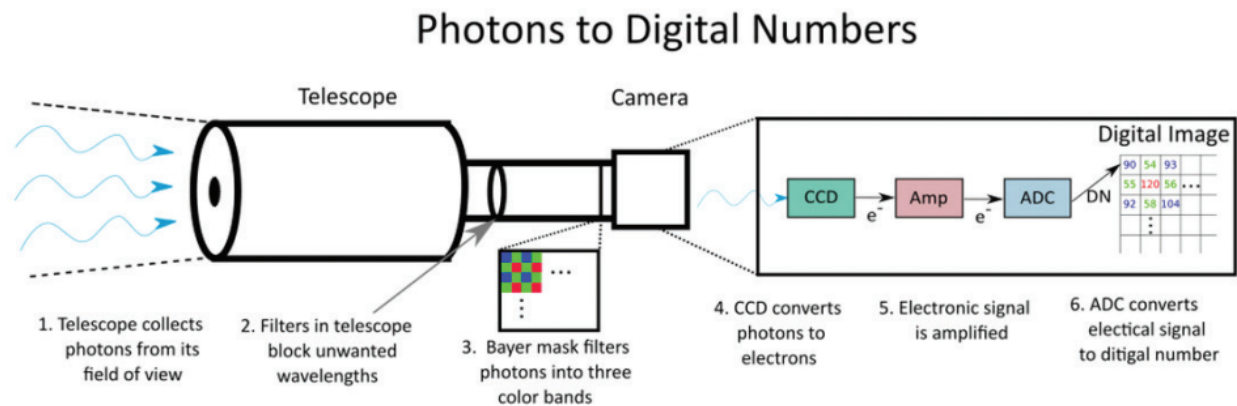 Photons to Digital Numbers
Telescope
Camera
Digital Image
90 54 93
55 120 56 •••
92 58 104
CCD
e⁻
Amp
e⁻
ADC
DN
1. Telescope collects
photons from its
field of view
2. Filters in telescope
block unwanted
wavelengths
3. Bayer mask filters
photons into three
color bands
4. CCD converts
photons to
electrons
5. Electronic signal
is amplified
6. ADC converts
electical signal
to ditigal number